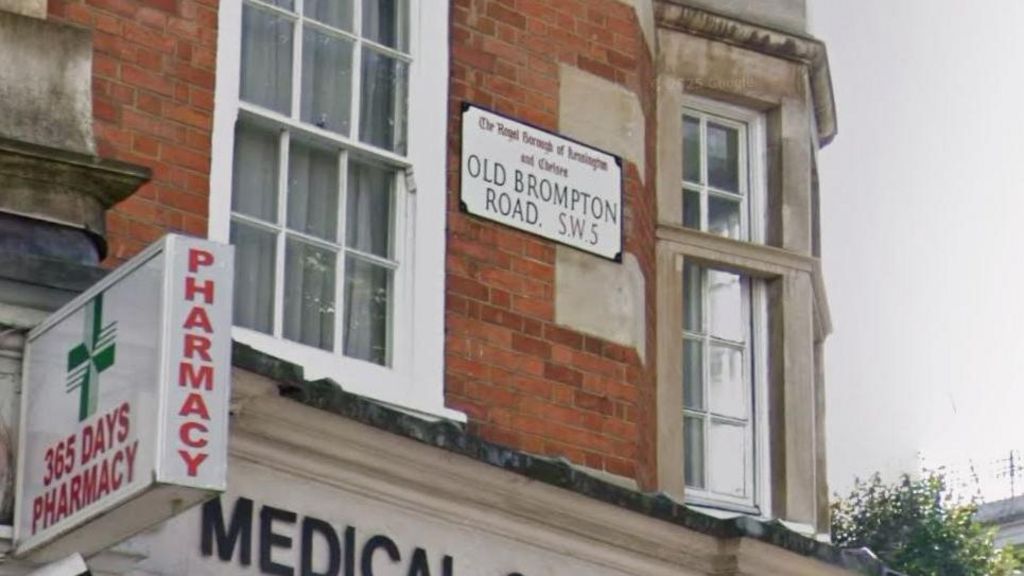 The Royal Borough of Kensington
and Chelsea
OLD BROMPTON
ROAD. S.W.5
PHARMACY
365 DAYS
PHARMACY
MEDICAL